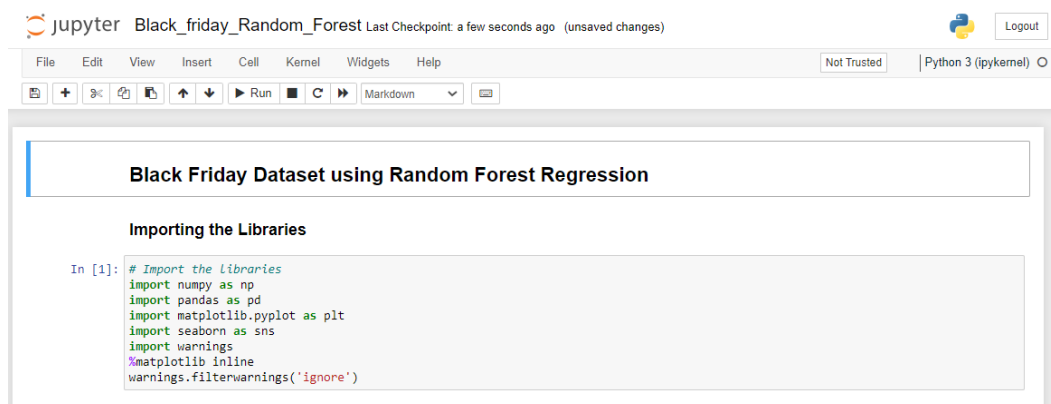 jupyter Black_friday_Random_Forest Last Checkpoint: a few seconds ago (unsaved changes) Logout
File Edit View Insert Cell Kernel Widgets Help Not Trusted Python 3 (ipykernel)
Run Markdown
Black Friday Dataset using Random Forest Regression
Importing the Libraries
In [1]: # Import the Libraries
import numpy as np
import pandas as pd
import matplotlib.pyplot as plt
import seaborn as sns
import warnings
%matplotlib inline
warnings.filterwarnings('ignore')